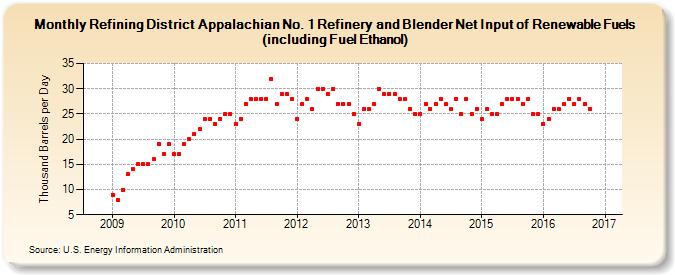 Monthly Refining District Appalachian No. 1 Refinery and Blender Net Input of Renewable Fuels
(including Fuel Ethanol)
Thousand Barrels per Day
35
30
25
20
15
10
5
2009 2010 2011 2012 2013 2014 2015 2016 2017
Source: U.S. Energy Information Administration